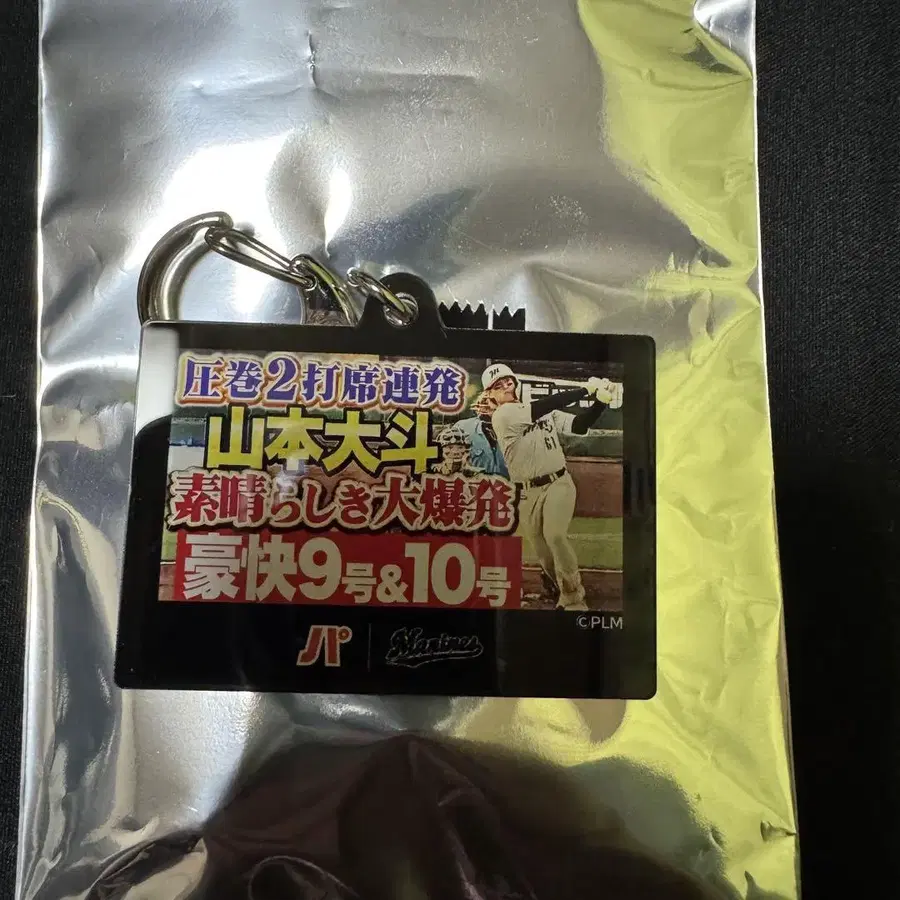 圧巻2打席連発
山本大斗
素晴らしき大爆発
豪快9号&10号
M
61
©PLM
パ
Marines